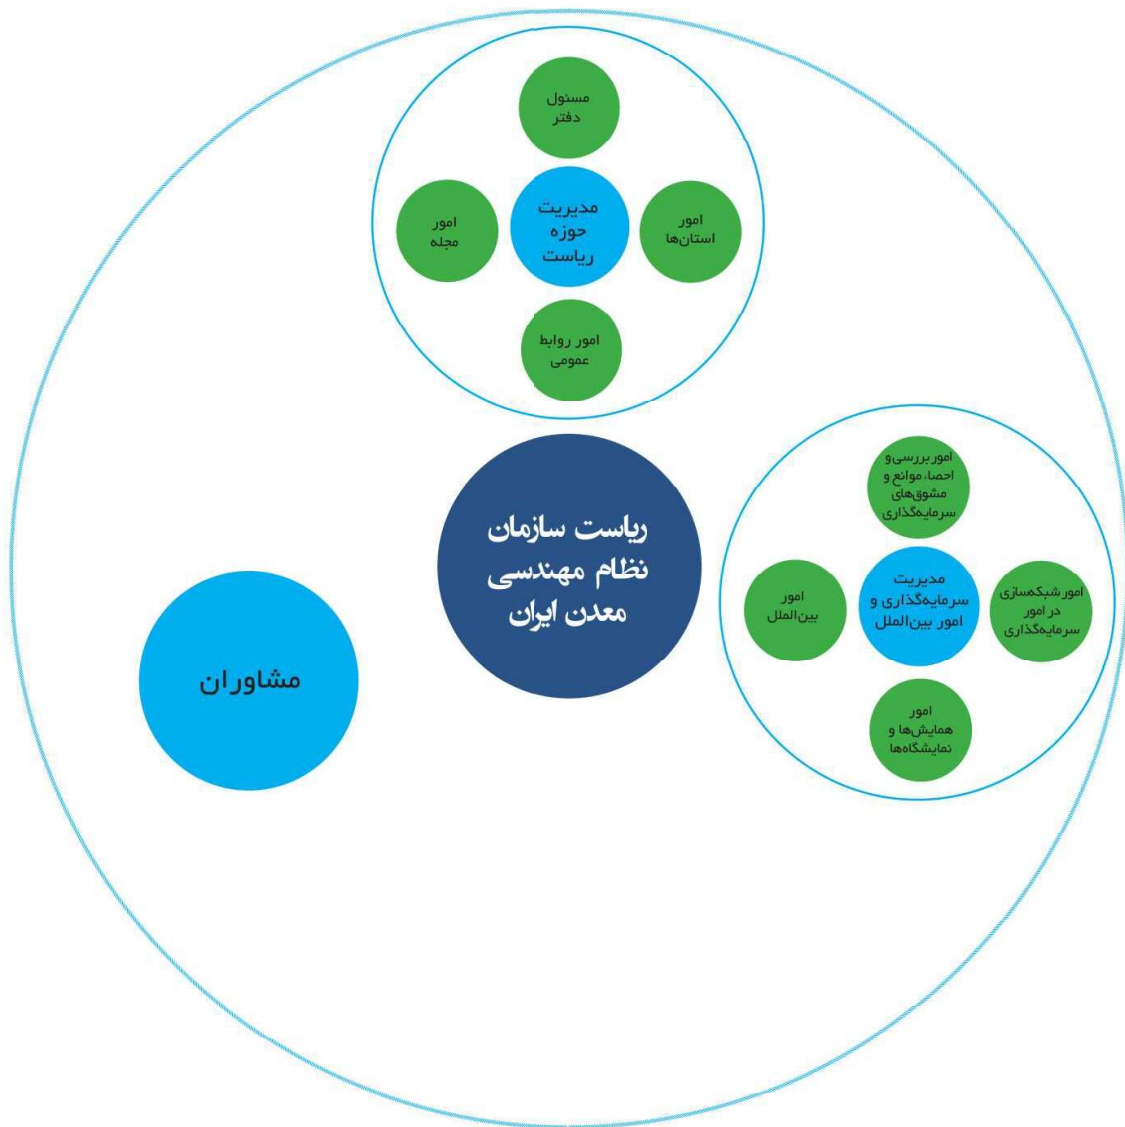 مسئول
دفتر
امور
استان‌ها
مدیریت
حوزه
ریاست
امور
مجله
امور روابط
عمومی
ریاست سازمان
نظام مهندسی
معدن ایران
امور بررسی و
احصاء موانع و
مشوق‌های
سرمایه‌گذاری
امور شبکه‌سازی
در امور
سرمایه‌گذاری
مدیریت
سرمایه‌گذاری و
امور بین‌الملل
امور
بین‌الملل
امور
همایش‌ها و
نمایشگاه‌ها
مشاوران